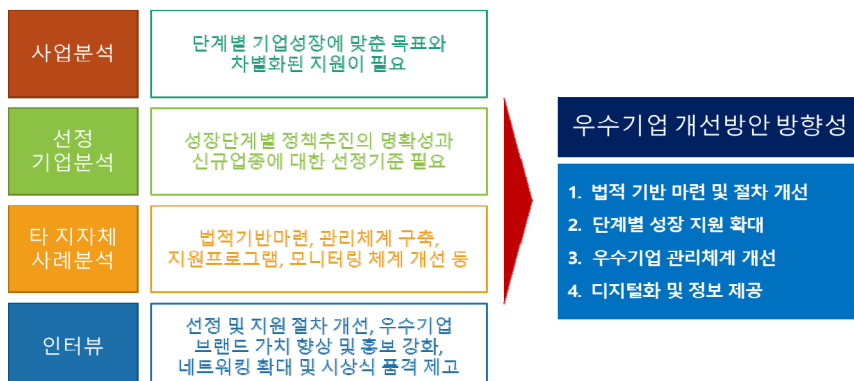 사업분석
단계별 기업성장에 맞춘 목표와
차별화된 지원이 필요
선정
기업분석
성장단계별 정책추진의 명확성과
신규업종에 대한 선정기준 필요
타 지자체
사례분석
법적기반마련, 관리체계 구축,
지원프로그램, 모니터링 체계 개선 등
인터뷰
선정 및 지원 절차 개선, 우수기업
브랜드 가치 향상 및 홍보 강화,
네트워킹 확대 및 시상식 품격 제고
우수기업 개선방안 방향성
1. 법적 기반 마련 및 절차 개선
2. 단계별 성장 지원 확대
3. 우수기업 관리체계 개선
4. 디지털화 및 정보 제공